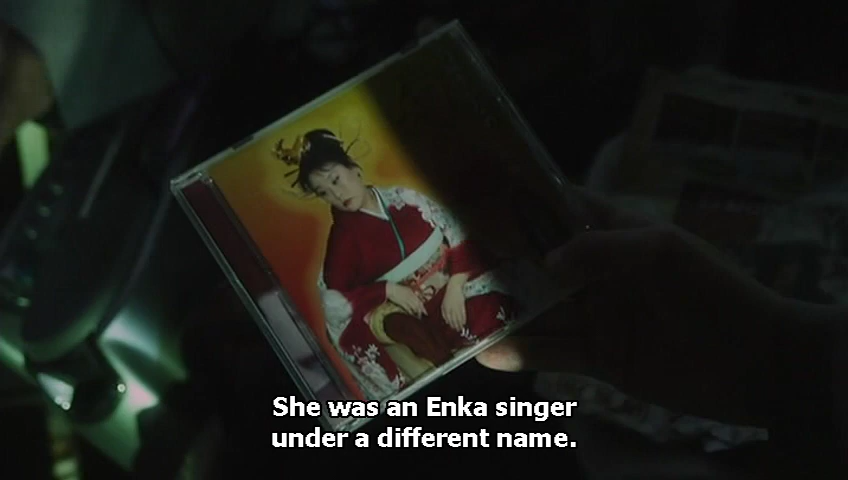 She was an Enka singer
under a different name.